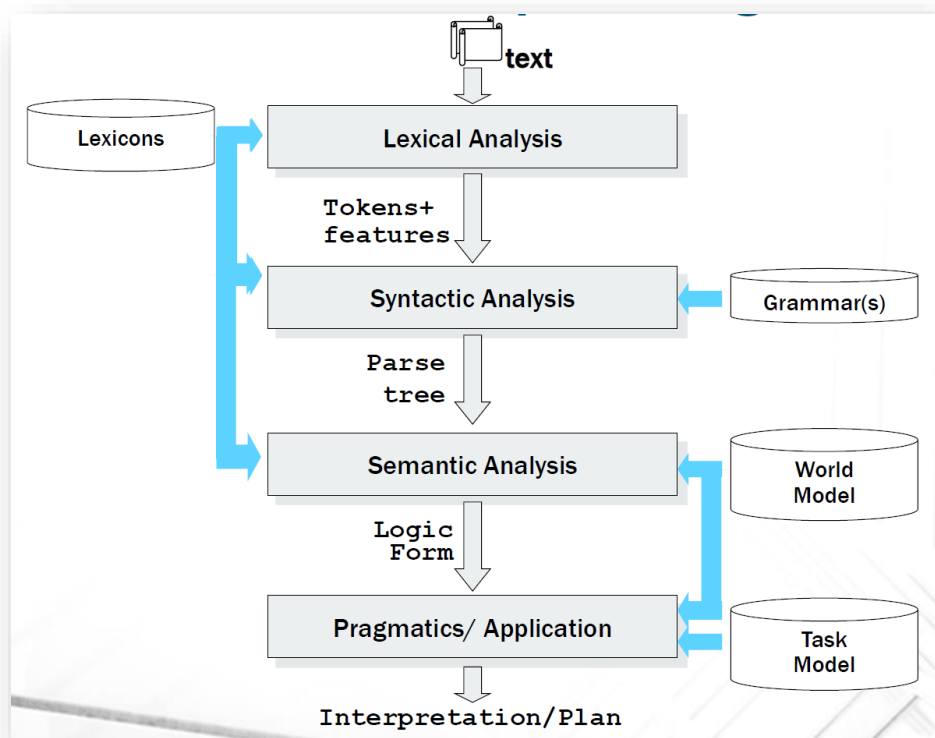 text
Lexicons
Lexical Analysis
Tokens+
features
Syntactic Analysis
Grammar(s)
Parse
tree
Semantic Analysis
World
Model
Logic
Form
Pragmatics/ Application
Task
Model
Interpretation/Plan